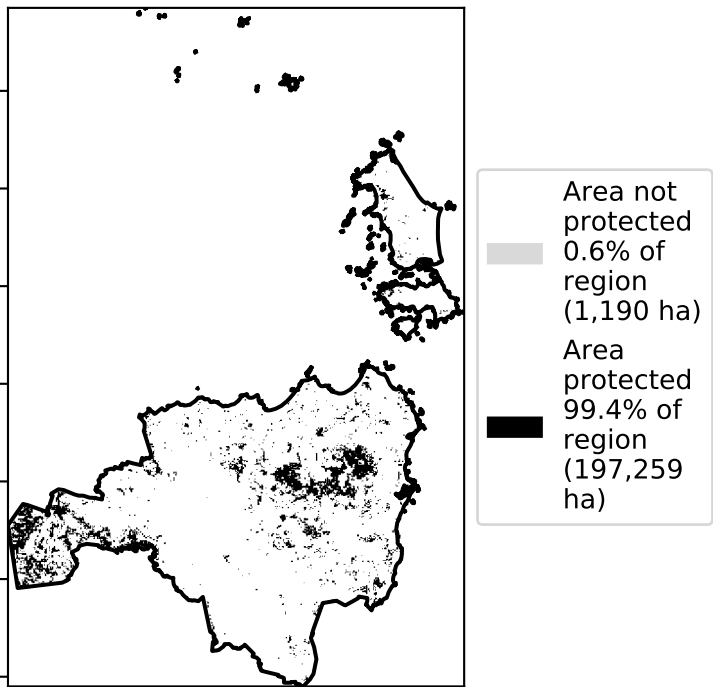 Area not
protected
0.6% of
region
(1,190 ha)
Area
protected
99.4% of
region
(197,259
ha)